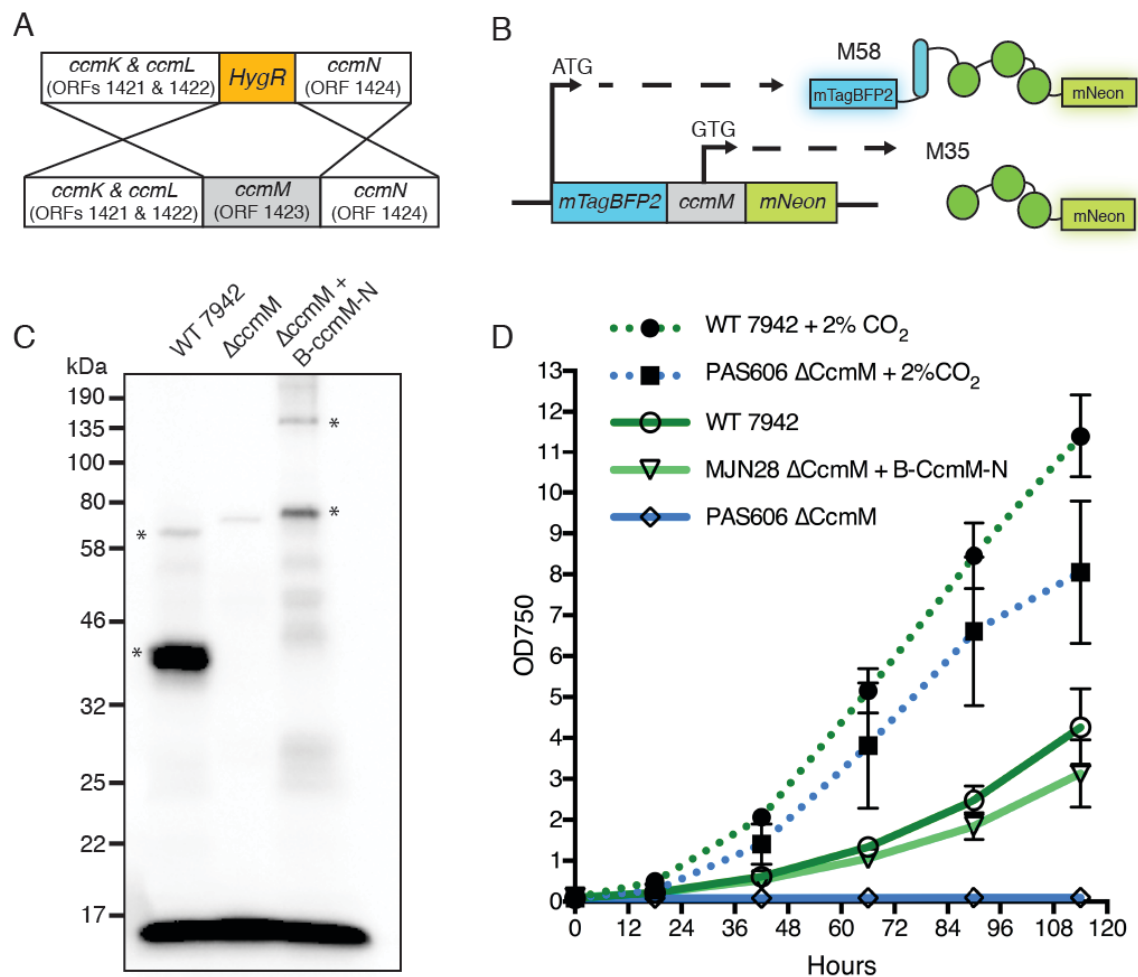 A
ccmK & ccmL
(ORFs 1421 & 1422)
HygR
ccmN
(ORF 1424)
ccmK & ccmL
(ORFs 1421 & 1422)
ccmM
(ORF 1423)
ccmN
(ORF 1424)
B
ATG
M58
mTagBFP2
mNeon
GTG
M35
mTagBFP2
ccmM
mNeon
mNeon
C
WT 7942
ΔccmM
ΔccmM +
B-ccmM-N
kDa
190
135
100
80
58
46
32
25
22
17
*
*
*
*
D
WT 7942 + 2% CO₂
PAS606 ΔCcmM + 2%CO₂
WT 7942
MJN28 ΔCcmM + B-CcmM-N
PAS606 ΔCcmM
OD750
13
12
11
10
9
8
7
6
5
4
3
2
1
0
0 12 24 36 48 60 72 84 96 108 120
Hours